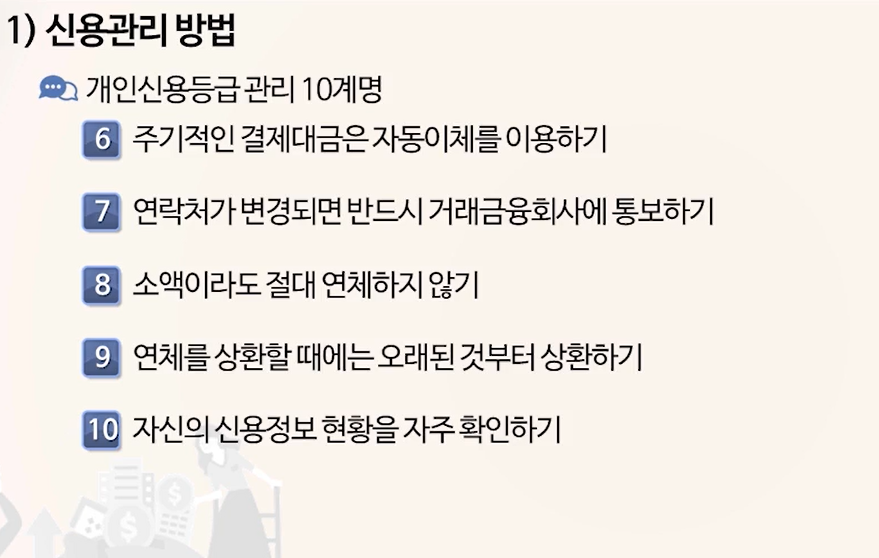 1) 신용관리 방법
개인신용등급 관리 10계명
6 주기적인 결제대금은 자동이체를 이용하기
7 연락처가 변경되면 반드시 거래금융회사에 통보하기
8 소액이라도 절대 연체하지 않기
9 연체를 상환할 때에는 오래된 것부터 상환하기
10 자신의 신용정보 현황을 자주 확인하기